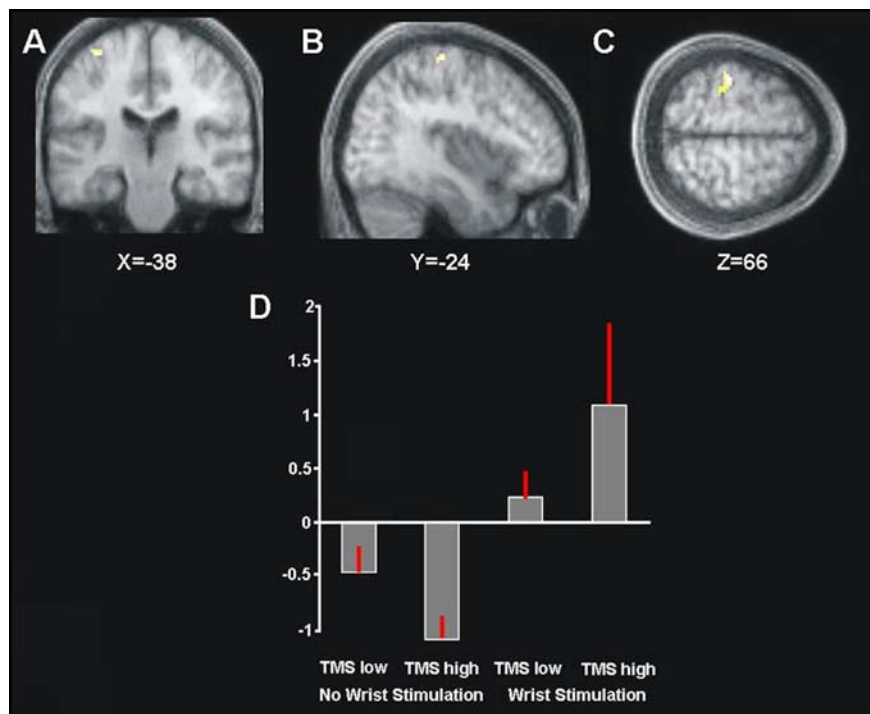 A
B
C
X=-38
Y=-24
Z=66
D
2
1.5
1
0.5
0
-0.5
-1
TMS low TMS high TMS low TMS high
No Wrist Stimulation Wrist Stimulation